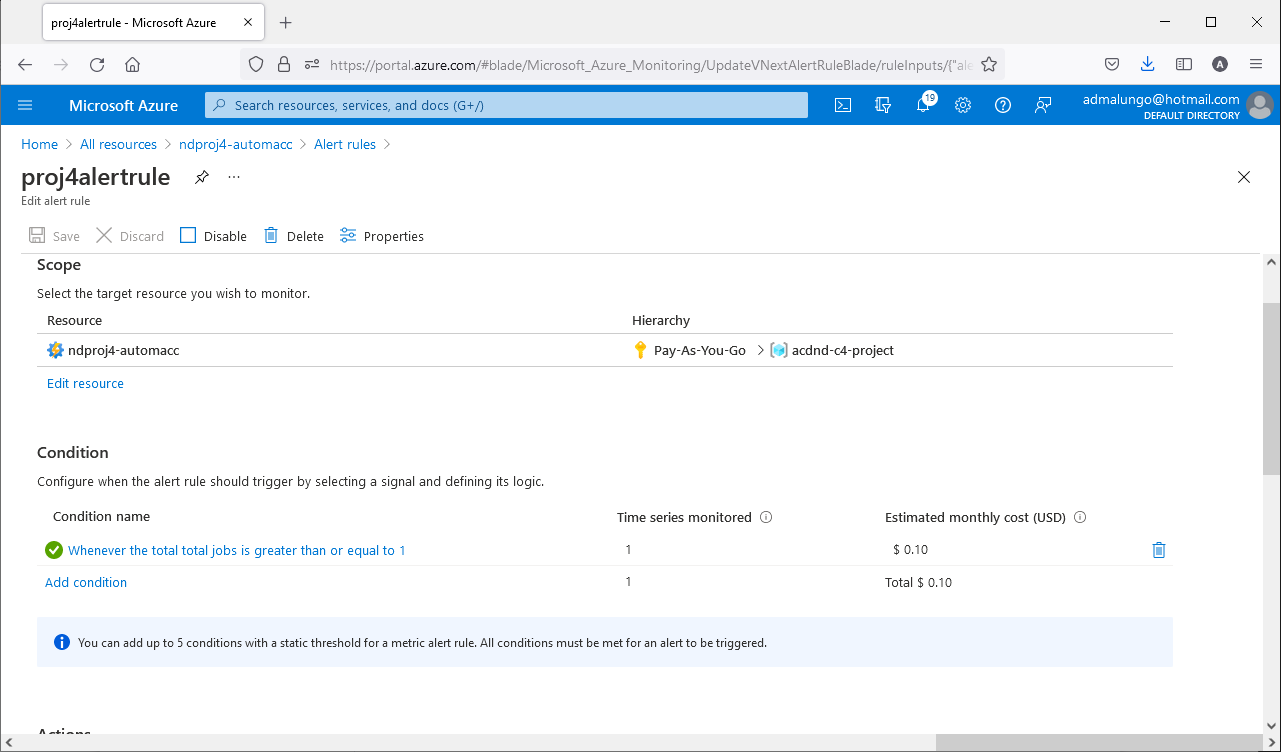 proj4alertrule - Microsoft Azure
https://portal.azure.com/#blade/Microsoft_Azure_Monitoring/UpdateVNextAlertRuleBlade/ruleInputs/{"ale
Microsoft Azure
Search resources, services, and docs (G+/)
19
admalungo@hotmail.com
DEFAULT DIRECTORY
A
Home > All resources > ndproj4-automacc > Alert rules >
proj4alertrule
...
Edit alert rule
Save Discard Disable Delete Properties
Scope
Select the target resource you wish to monitor.
Resource Hierarchy
ndproj4-automacc Pay-As-You-Go > acdnd-c4-project
Edit resource
Condition
Configure when the alert rule should trigger by selecting a signal and defining its logic.
Condition name Time series monitored Estimated monthly cost (USD)
Whenever the total total jobs is greater than or equal to 1 1 $ 0.10
Add condition 1 Total $ 0.10
You can add up to 5 conditions with a static threshold for a metric alert rule. All conditions must be met for an alert to be triggered.
Actions